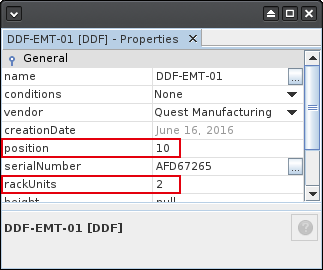 DDF-EMT-01 [DDF] - Properties ×
General
name DDF-EMT-01 ...
conditions None
vendor Quest Manufacturing
creationDate June 16, 2016
position 10
serialNumber AFD67265 ...
rackUnits 2
height null
DDF-EMT-01 [DDF] ?